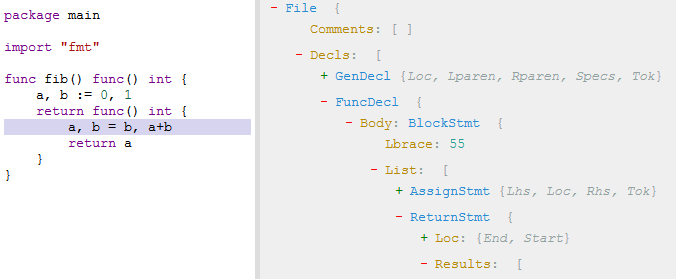 package main
import "fmt"
func fib() func() int {
a, b := 0, 1
return func() int {
a, b = b, a+b
return a
}
}
- File {
Comments: [ ]
- Decls: [
+ GenDecl {Loc, Lparen, Rparen, Specs, Tok}
- FuncDecl {
- Body: BlockStmt {
Lbrace: 55
- List: [
+ AssignStmt {Lhs, Loc, Rhs, Tok}
- ReturnStmt {
+ Loc: {End, Start}
- Results: [